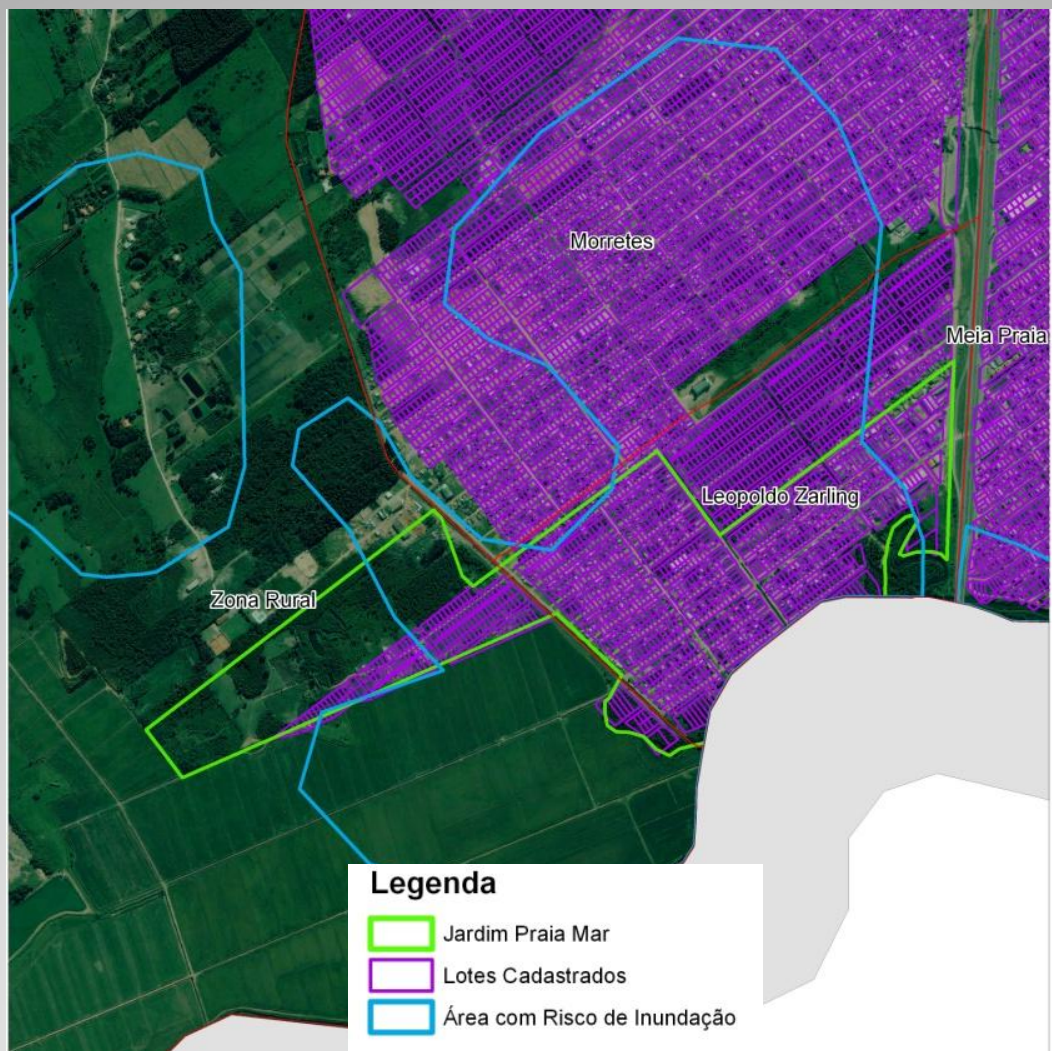 Morretes
Meia Praia
Leopoldo Zarling
Zona Rural
Legenda
Jardim Praia Mar
Lotes Cadastrados
Área com Risco de Inundação